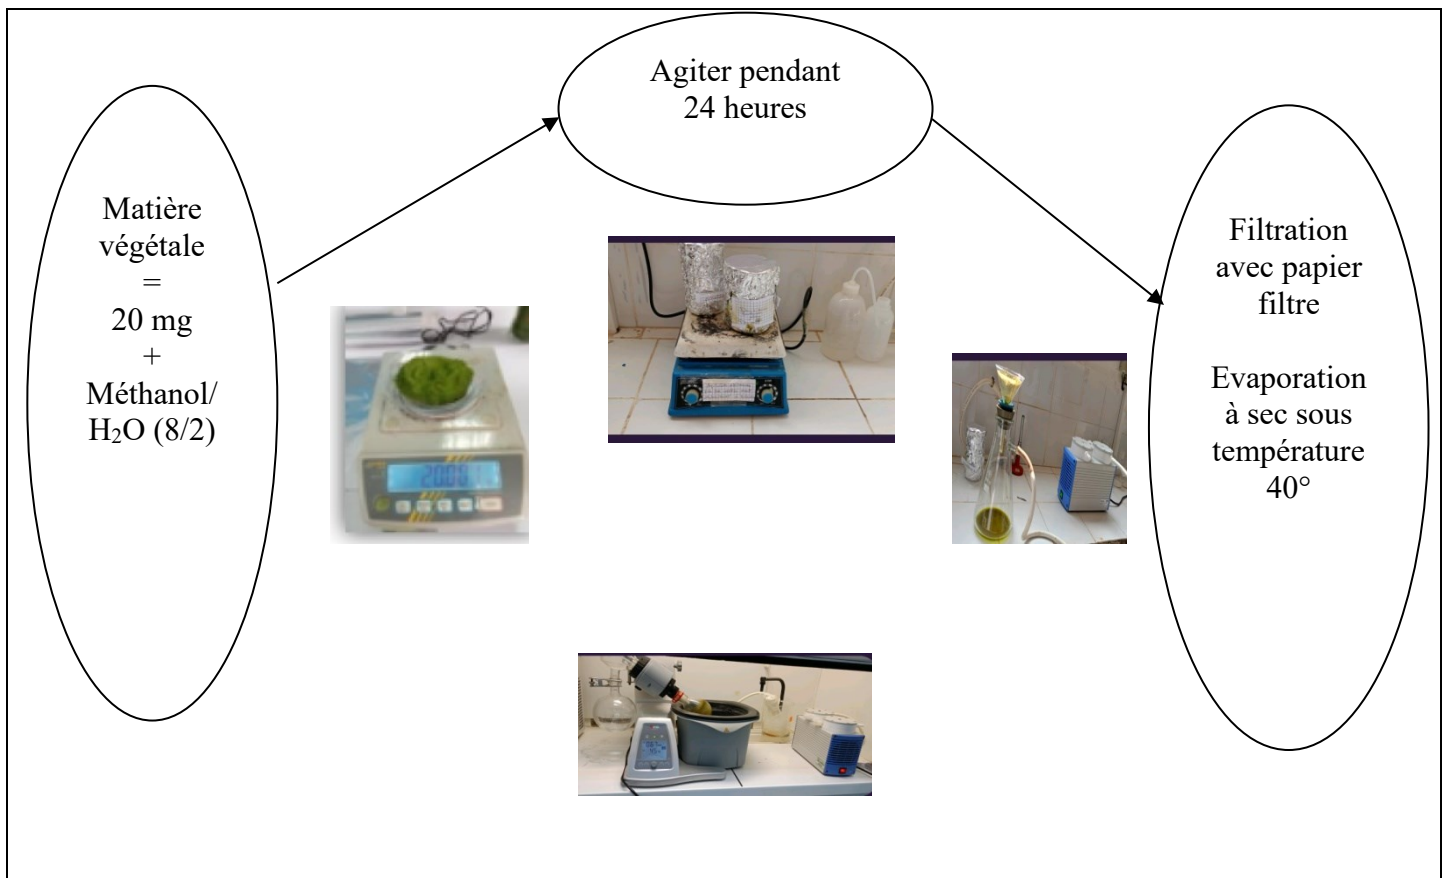 Agiter pendant
24 heures
Matière
végétale
=
20 mg
+
Méthanol/
H₂O (8/2)
Filtration
avec papier
filtre
Evaporation
à sec sous
température
40°